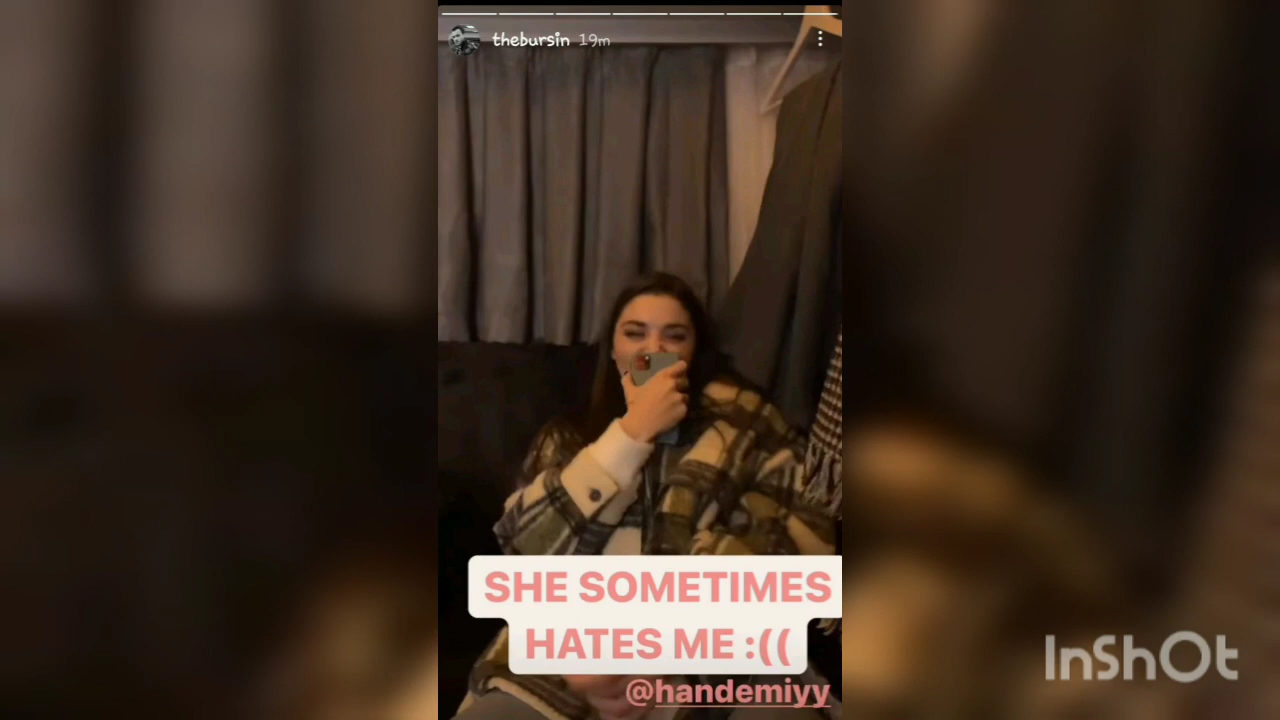 thebursin 19m
SHE SOMETIMES
HATES ME :((
@handemiyy
InShOt